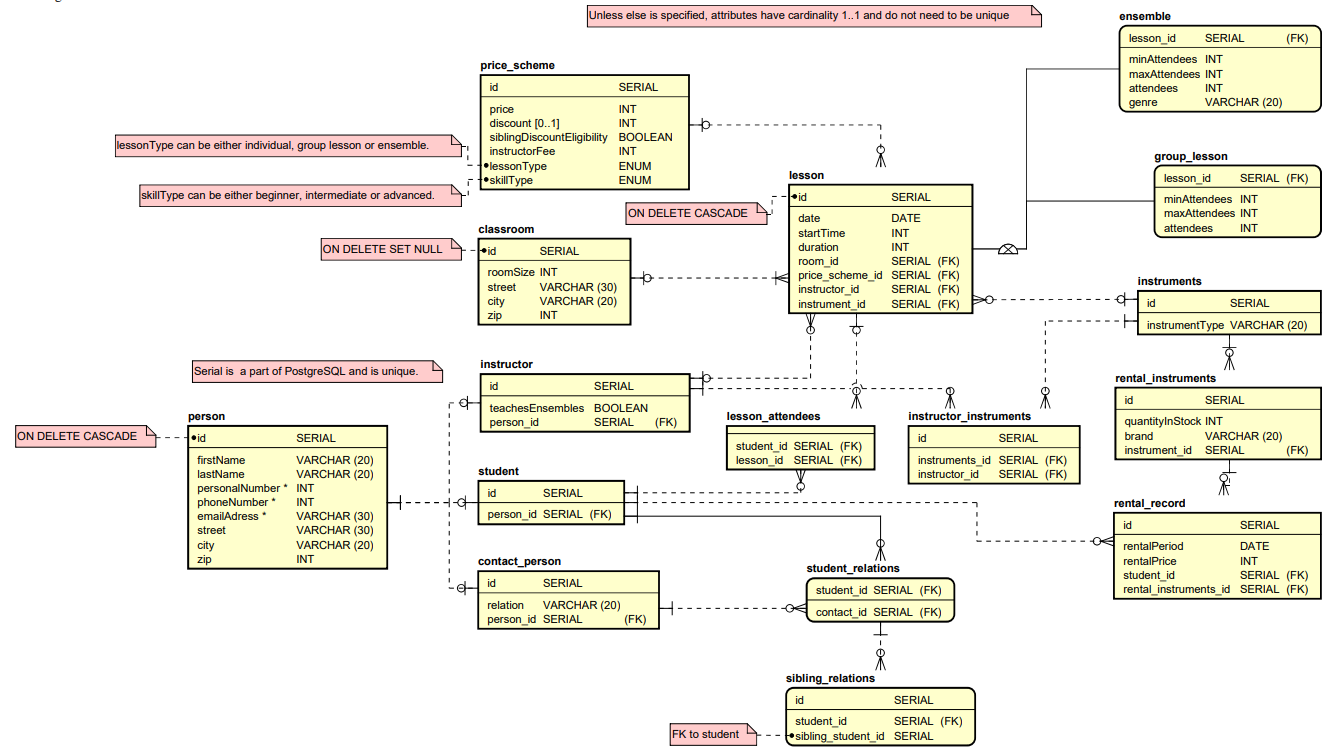 Unless else is specified, attributes have cardinality 1..1 and do not need to be unique
ensemble
lesson_id SERIAL (FK)
minAttendees INT
maxAttendees INT
attendees INT
genre VARCHAR (20)
price_scheme
id SERIAL
price INT
discount [0..1] INT
siblingDiscountEligibility BOOLEAN
instructorFee INT
lessonType ENUM
skillType ENUM
lessonType can be either individual, group lesson or ensemble.
skillType can be either beginner, intermediate or advanced.
group_lesson
lesson_id SERIAL (FK)
minAttendees INT
maxAttendees INT
attendees INT
lesson
id SERIAL
date DATE
startTime INT
duration INT
room_id SERIAL (FK)
price_scheme_id SERIAL (FK)
instructor_id SERIAL (FK)
instrument_id SERIAL (FK)
ON DELETE CASCADE
classroom
id SERIAL
roomSize INT
street VARCHAR (30)
city VARCHAR (20)
zip INT
ON DELETE SET NULL
instruments
id SERIAL
instrumentType VARCHAR (20)
Serial is a part of PostgreSQL and is unique.
instructor
id SERIAL
teachesEnsembles BOOLEAN
person_id SERIAL (FK)
rental_instruments
id SERIAL
quantityInStock INT
brand VARCHAR (20)
instrument_id SERIAL (FK)
person
id SERIAL
firstName VARCHAR (20)
lastName VARCHAR (20)
personalNumber * INT
phoneNumber * INT
emailAdress * VARCHAR (30)
street VARCHAR (30)
city VARCHAR (20)
zip INT
ON DELETE CASCADE
lesson_attendees
student_id SERIAL (FK)
lesson_id SERIAL (FK)
instructor_instruments
id SERIAL
instruments_id SERIAL (FK)
instructor_id SERIAL (FK)
student
id SERIAL
person_id SERIAL (FK)
rental_record
id SERIAL
rentalPeriod DATE
rentalPrice INT
student_id SERIAL (FK)
rental_instruments_id SERIAL (FK)
contact_person
id SERIAL
relation VARCHAR (20)
person_id SERIAL (FK)
student_relations
student_id SERIAL (FK)
contact_id SERIAL (FK)
sibling_relations
id SERIAL
student_id SERIAL (FK)
sibling_student_id SERIAL
FK to student